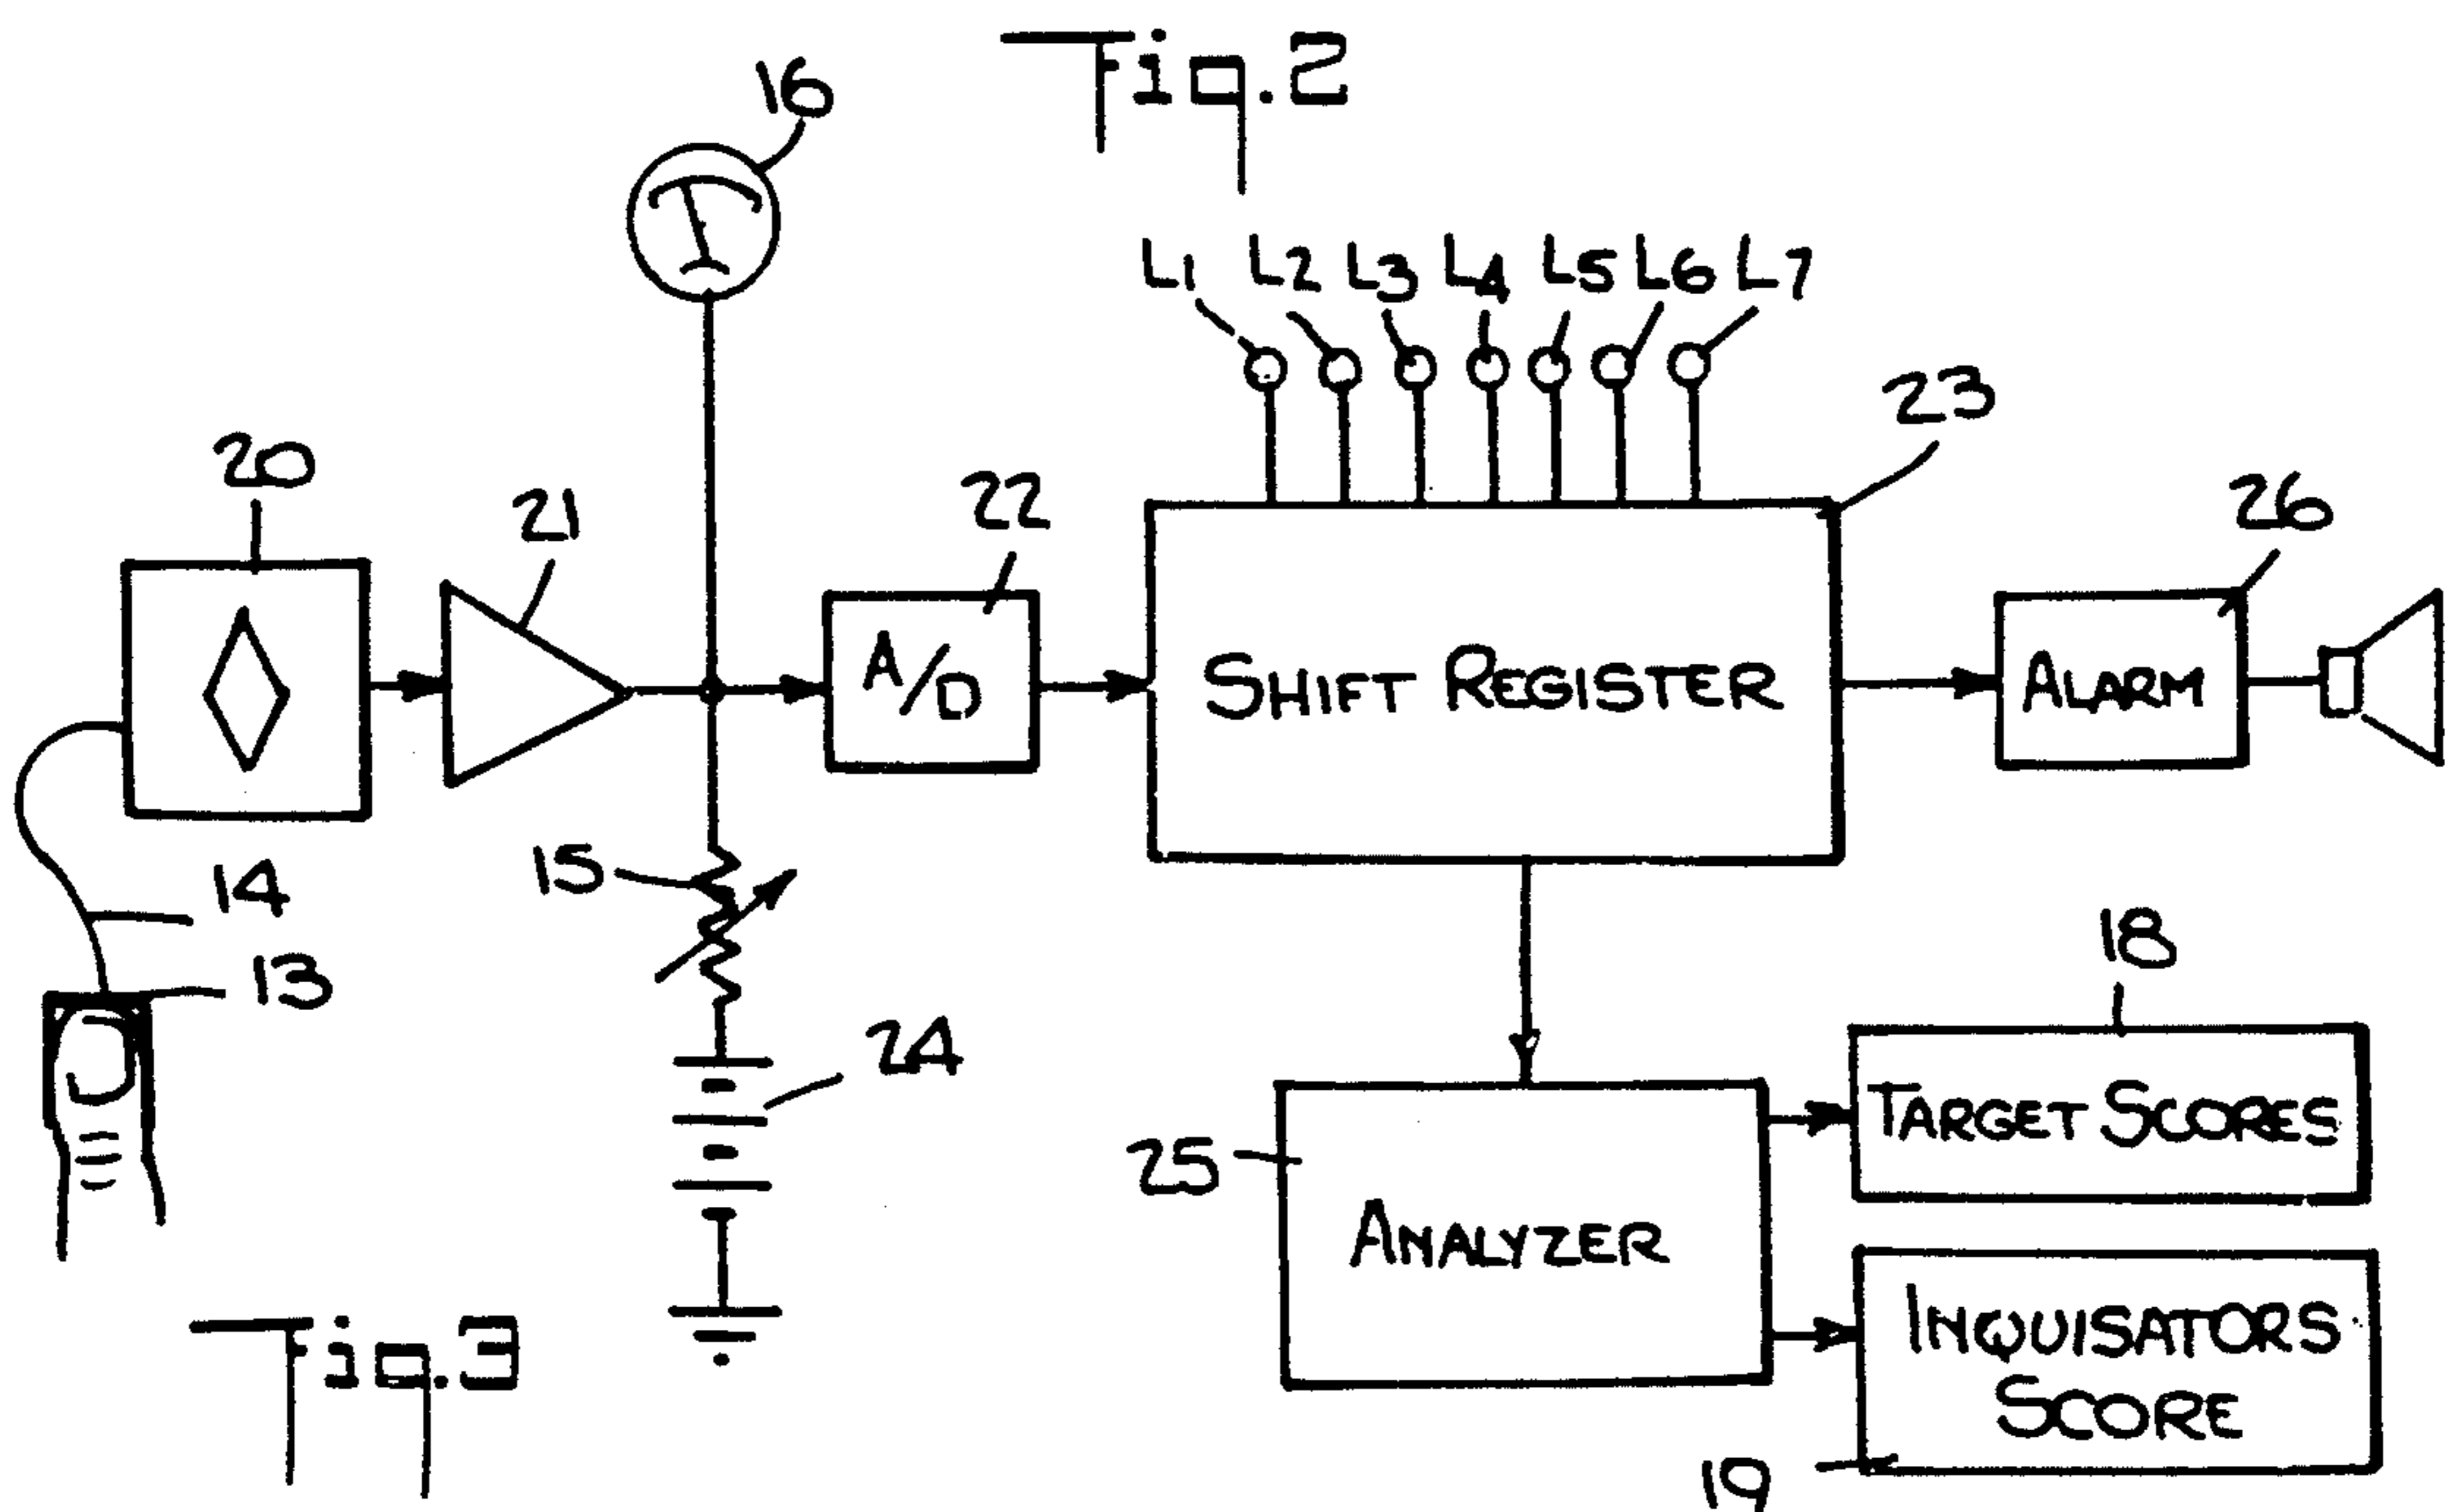 Fig.2
16
L1 L2 L3 L4 L5 L6 L7
23
20
21
22
26
A/D
SHIFT REGISTER
ALARM
15
14
13
18
24
TARGET SCORES
25
ANALYZER
INQUISATORS
SCORE
Fig.3
19